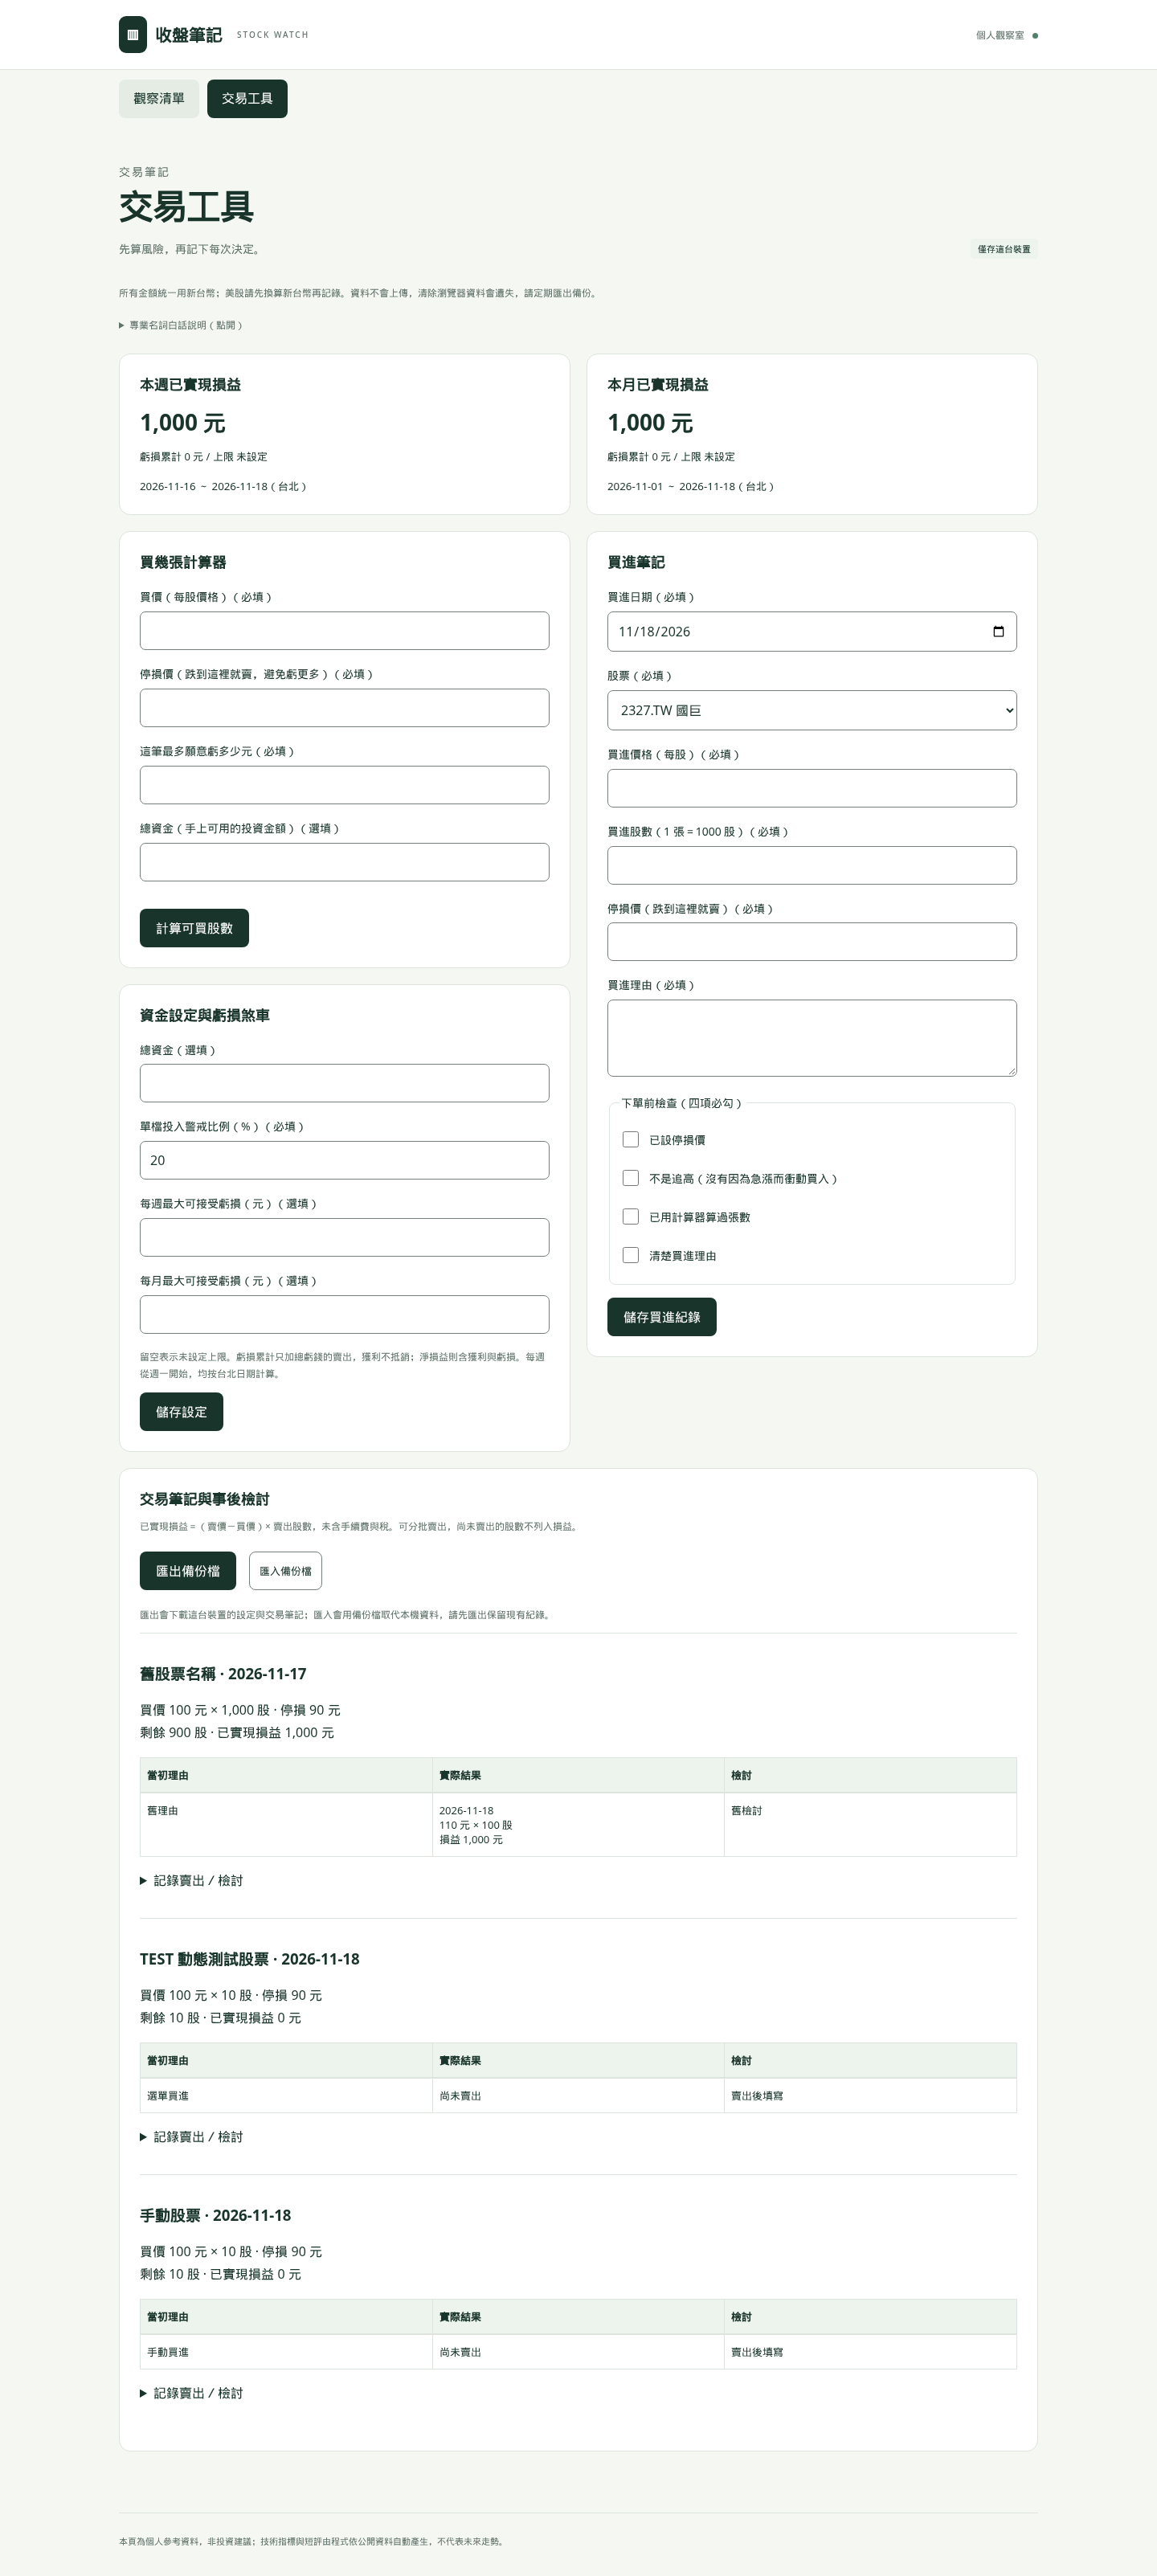 收盤筆記 STOCK WATCH
個人觀察室
觀察清單 交易工具
交易筆記
交易工具
先算風險，再記下每次決定。
僅存這台裝置
所有金額統一用新台幣；美股請先換算新台幣再記錄。資料不會上傳，清除瀏覽器資料會遺失，請定期匯出備份。
專業名詞白話說明（點開）
本週已實現損益
1,000 元
虧損累計 0 元 / 上限 未設定
2026-11-16 ~ 2026-11-18（台北）
本月已實現損益
1,000 元
虧損累計 0 元 / 上限 未設定
2026-11-01 ~ 2026-11-18（台北）
買幾張計算器
買價（每股價格）（必填）
停損價（跌到這裡就賣，避免虧更多）（必填）
這筆最多願意虧多少元（必填）
總資金（手上可用的投資金額）（選填）
計算可買股數
資金設定與虧損煞車
總資金（選填）
單檔投入警戒比例（%）（必填）
20
每週最大可接受虧損（元）（選填）
每月最大可接受虧損（元）（選填）
留空表示未設定上限。虧損累計只加總虧錢的賣出，獲利不抵銷；淨損益則含獲利與虧損。每週
從週一開始，均按台北日期計算。
儲存設定
買進筆記
買進日期（必填）
11/18/2026
股票（必填）
2327.TW 國巨
買進價格（每股）（必填）
買進股數（1 張 = 1000 股）（必填）
停損價（跌到這裡就賣）（必填）
買進理由（必填）
下單前檢查（四項必勾）
已設停損價
不是追高（沒有因為急漲而衝動買入）
已用計算器算過張數
清楚買進理由
儲存買進紀錄
交易筆記與事後檢討
已實現損益 =（賣價－買價）× 賣出股數，未含手續費與稅。可分批賣出，尚未賣出的股數不列入損益。
匯出備份檔 匯入備份檔
匯出會下載這台裝置的設定與交易筆記；匯入會用備份檔取代本機資料，請先匯出保留現有紀錄。
舊股票名稱 · 2026-11-17
買價 100 元 × 1,000 股 · 停損 90 元
剩餘 900 股 · 已實現損益 1,000 元
當初理由 實際結果 檢討
舊理由 2026-11-18 舊檢討
110 元 × 100 股
損益 1,000 元
記錄賣出 / 檢討
TEST 動態測試股票 · 2026-11-18
買價 100 元 × 10 股 · 停損 90 元
剩餘 10 股 · 已實現損益 0 元
當初理由 實際結果 檢討
選單買進 尚未賣出 賣出後填寫
記錄賣出 / 檢討
手動股票 · 2026-11-18
買價 100 元 × 10 股 · 停損 90 元
剩餘 10 股 · 已實現損益 0 元
當初理由 實際結果 檢討
手動買進 尚未賣出 賣出後填寫
記錄賣出 / 檢討
本頁為個人參考資料，非投資建議；技術指標與短評由程式依公開資料自動產生，不代表未來走勢。